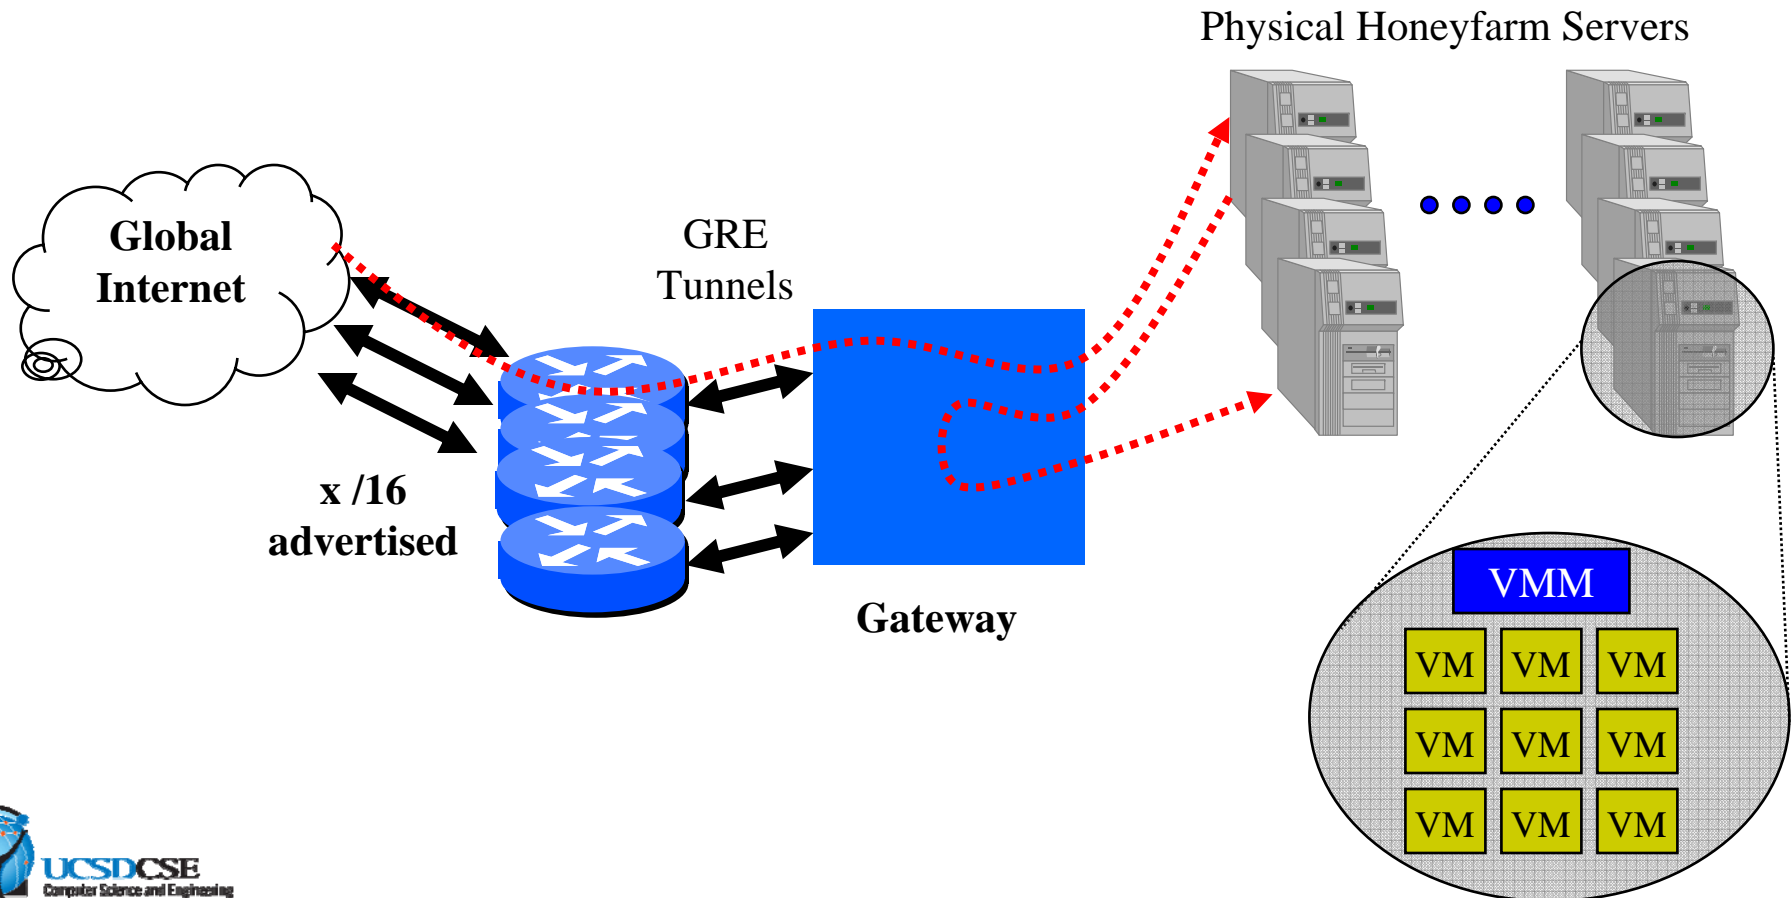 Physical Honeyfarm Servers
Global
Internet
GRE
Tunnels
x /16
advertised
Gateway
VMM
VM VM VM
VM VM VM
VM VM VM
UCSDCSE
Computer Science and Engineering